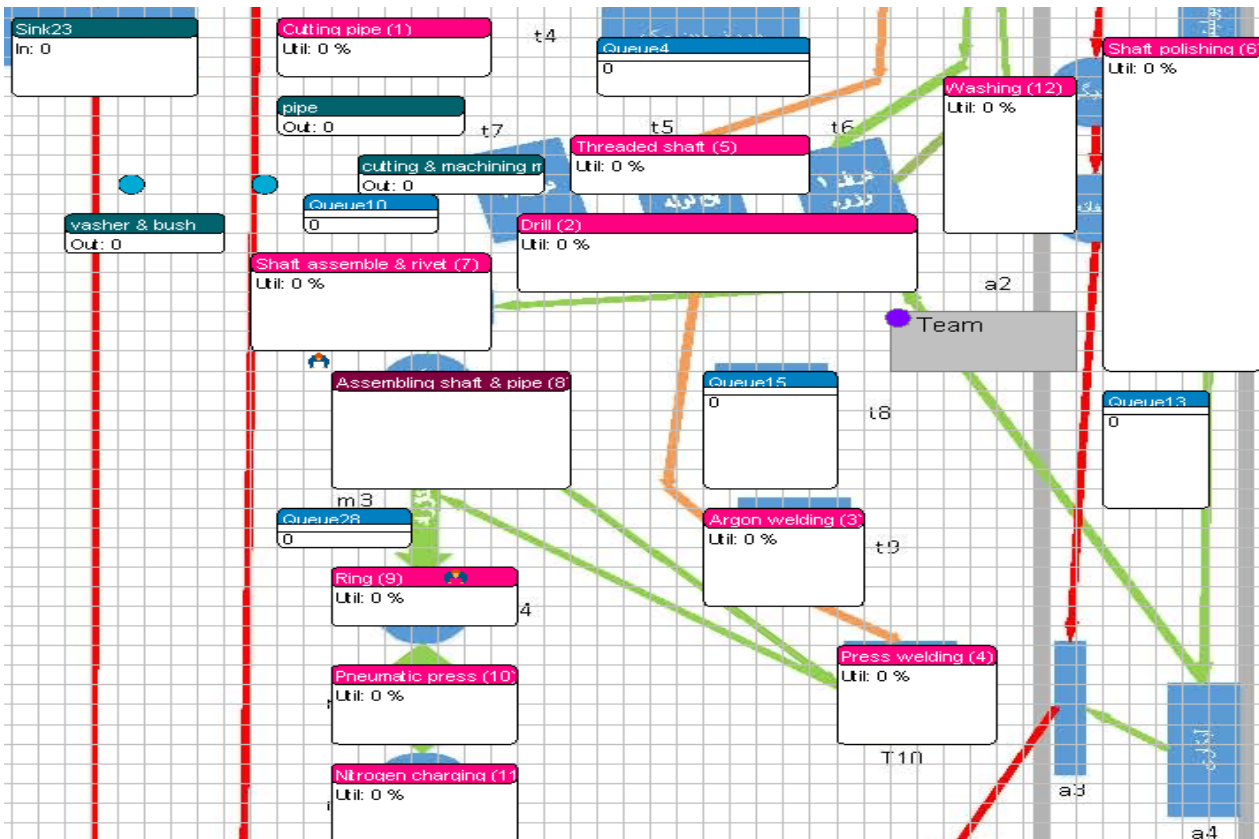 Sink23
In: 0
Cutting pipe (1)
Util: 0 %
t4
Queue4
0
Shaft polishing (6
Util: 0 %
Washing (12)
Util: 0 %
pipe
Out: 0
t7
t5
t6
Threaded shaft (5)
Util: 0 %
cutting & machining m
Out: 0
Queue10
0
vasher & bush
Out: 0
Drill (2)
Util: 0 %
Shaft assemble & rivet (7)
Util: 0 %
a2
Team
Assembling shaft & pipe (8)
Queue15
0
t8
Queue13
0
m3
Queue28
0
Argon welding (3)
Util: 0 %
t9
Ring (9)
Util: 0 %
4
Press welding (4)
Util: 0 %
Pneumatic press (10)
Util: 0 %
T10
Nitrogen charging (11
Util: 0 %
a3
a4